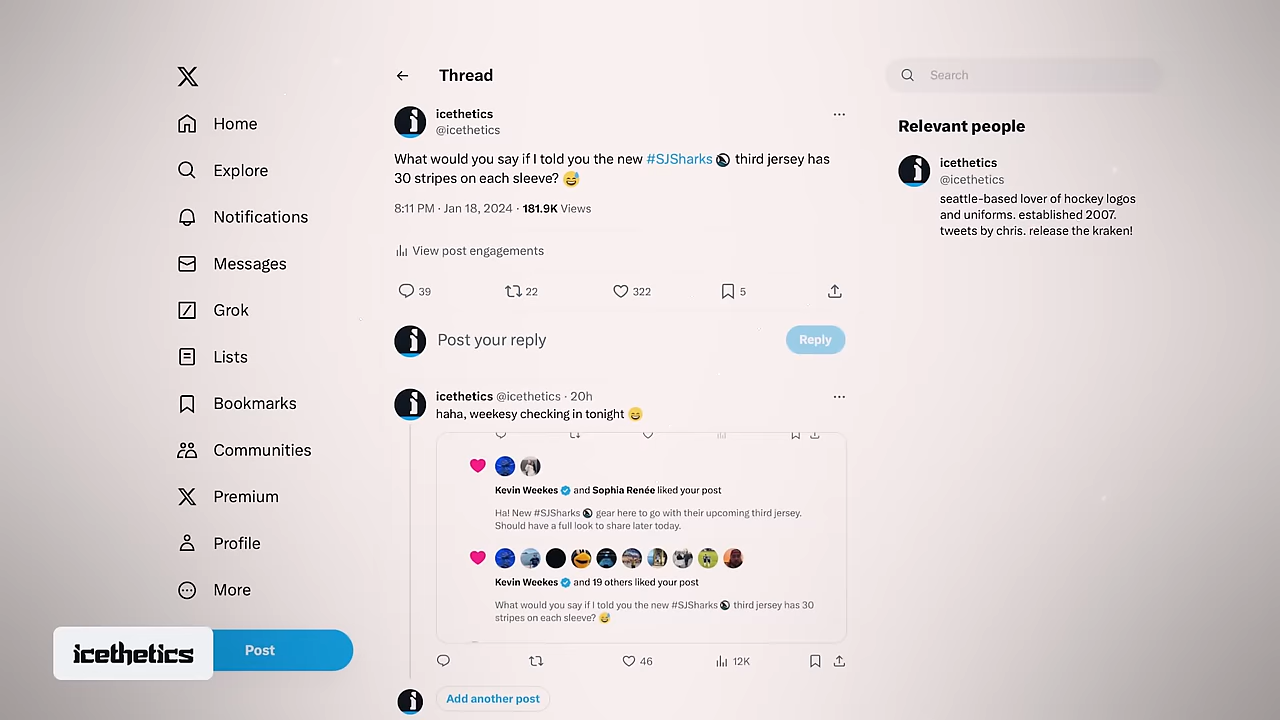 Home
Explore
Notifications
Messages
Grok
Lists
Bookmarks
Communities
Premium
Profile
More
Post
icethetics
Thread
icethetics
@icethetics
What would you say if I told you the new #SJSharks third jersey has
30 stripes on each sleeve? 😅
8:11 PM · Jan 18, 2024 · 181.9K Views
View post engagements
39 22 322 5
Post your reply
Reply
icethetics @icethetics · 20h
haha, weekesy checking in tonight 😄
Kevin Weekes and Sophia Renée liked your post
Ha! New #SJSharks gear here to go with their upcoming third jersey.
Should have a full look to share later today.
Kevin Weekes and 19 others liked your post
What would you say if I told you the new #SJSharks third jersey has 30
stripes on each sleeve? 😅
46 12K
Add another post
Search
Relevant people
icethetics
@icethetics
seattle-based lover of hockey logos
and uniforms. established 2007.
tweets by chris. release the kraken!